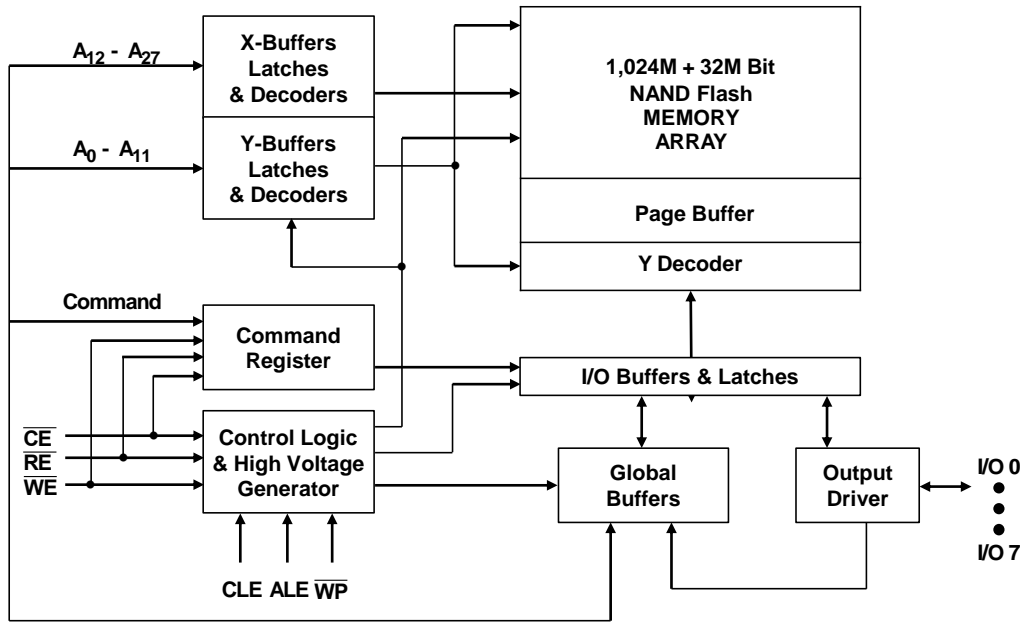 A12 - A27
X-Buffers
Latches
& Decoders
A0 - A11
Y-Buffers
Latches
& Decoders
1,024M + 32M Bit
NAND Flash
MEMORY
ARRAY
Page Buffer
Y Decoder
Command
Command
Register
I/O Buffers & Latches
CE
RE
WE
Control Logic
& High Voltage
Generator
Global
Buffers
Output
Driver
I/O 0
I/O 7
CLE ALE WP